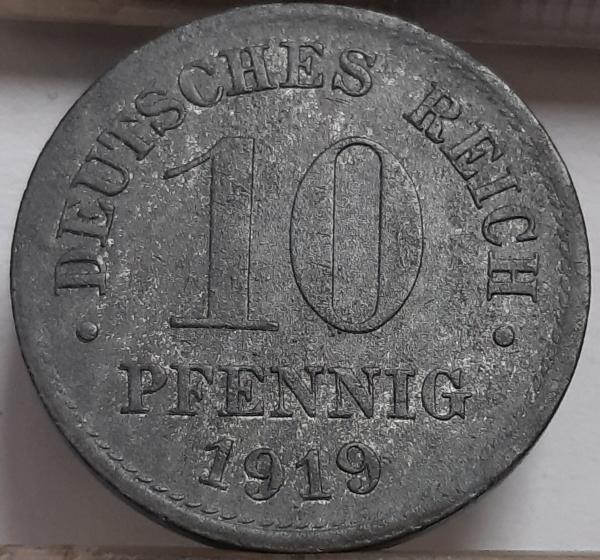 DEUTSCHES REICH
10
PFENNIG
1919